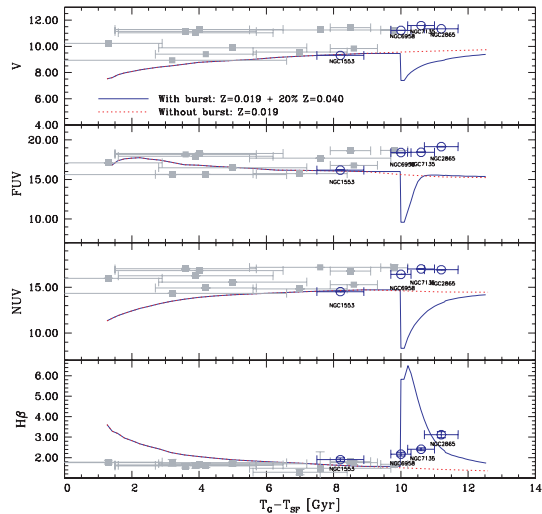 12.00
10.00
8.00
6.00
4.00
V
NGC6958
NGC7135
NGC2865
NGC1553
With burst: Z=0.019 + 20% Z=0.040
Without burst: Z=0.019
20.00
15.00
10.00
FUV
NGC6958
NGC7135
NGC2865
NGC1553
15.00
10.00
NUV
NGC6958
NGC7135
NGC2865
NGC1553
6.00
5.00
4.00
3.00
2.00
Hβ
NGC1553
NGC6958
NGC7135
NGC2865
0 2 4 6 8 10 12 14
T_G-T_SF [Gyr]